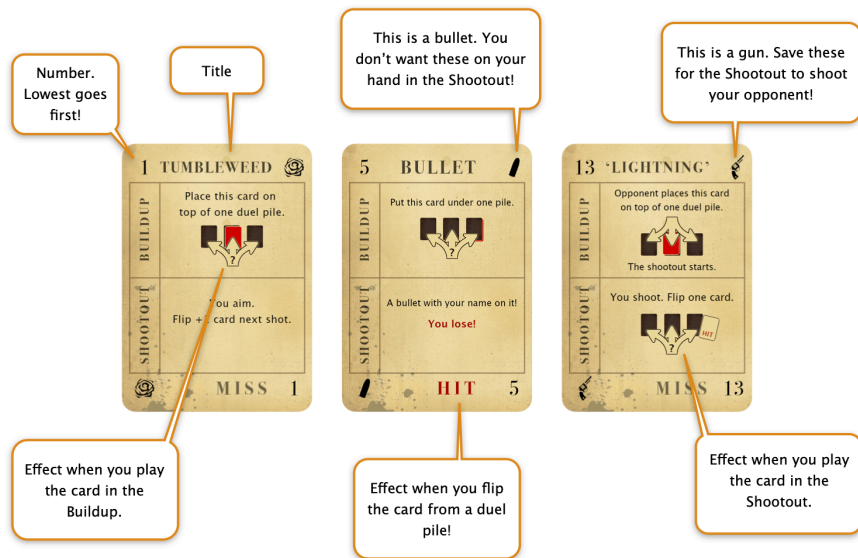 Number.
Lowest goes
first!
Title
This is a bullet. You
don't want these on your
hand in the Shootout!
This is a gun. Save these
for the Shootout to shoot
your opponent!
1 TUMBLEWEED
BUILDUP
Place this card on
top of one duel pile.
?
SHOOTOUT
You aim.
Flip + card next shot.
MISS 1
5 BULLET
BUILDUP
Put this card under one pile.
?
SHOOTOUT
A bullet with your name on it!
You lose!
HIT 5
13 ‘LIGHTNING’
BUILDUP
Opponent places this card
on top of one duel pile.
The shootout starts.
SHOOTOUT
You shoot. Flip one card.
HIT
?
MISS 13
Effect when you play
the card in the
Buildup.
Effect when you flip
the card from a duel
pile!
Effect when you play
the card in the
Shootout.